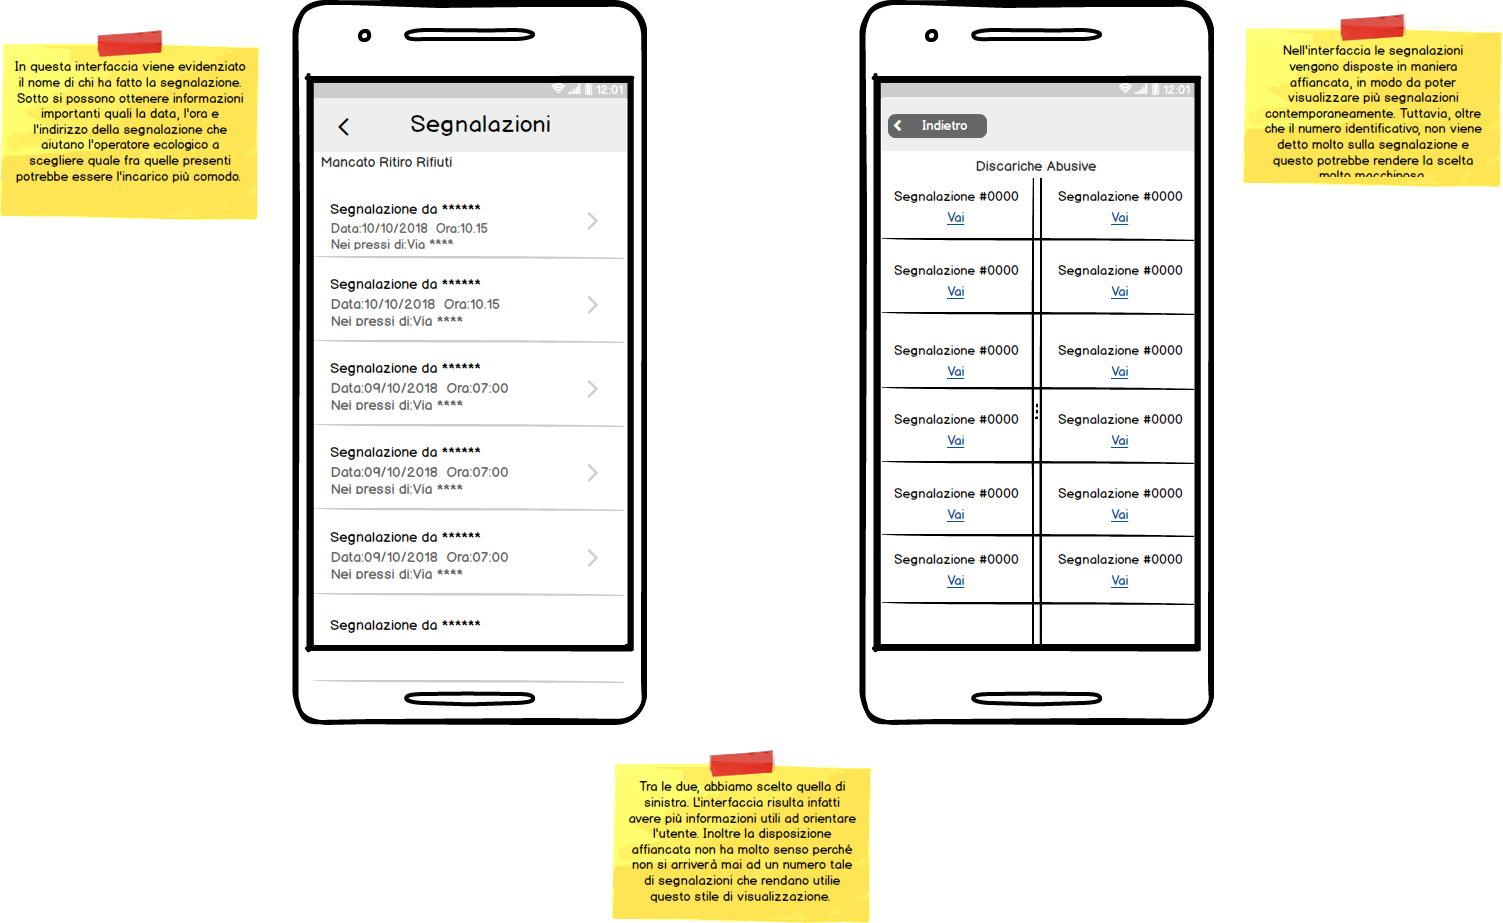 In questa interfaccia viene evidenziato
il nome di chi ha fatto la segnalazione.
Sotto si possono ottenere informazioni
importanti quali la data, l'ora e
l'indirizzo della segnalazione che
aiutano l'operatore ecologico a
scegliere quale fra quelle presenti
potrebbe essere l'incarico più comodo.
12:01
Segnalazioni
Mancato Ritiro Rifiuti
Segnalazione da ******
Data:10/10/2018 Ora:10.15
Nei pressi di:Via ****
Segnalazione da ******
Data:10/10/2018 Ora:10.15
Nei pressi di:Via ****
Segnalazione da ******
Data:09/10/2018 Ora:07:00
Nei pressi di:Via ****
Segnalazione da ******
Data:09/10/2018 Ora:07:00
Nei pressi di:Via ****
Segnalazione da ******
Data:09/10/2018 Ora:07:00
Nei pressi di:Via ****
Segnalazione da ******
12:01
Indietro
Discariche Abusive
Segnalazione #0000 Segnalazione #0000
Vai Vai
Segnalazione #0000 Segnalazione #0000
Vai Vai
Segnalazione #0000 Segnalazione #0000
Vai Vai
Segnalazione #0000 Segnalazione #0000
Vai Vai
Segnalazione #0000 Segnalazione #0000
Vai Vai
Segnalazione #0000 Segnalazione #0000
Vai Vai
Nell'interfaccia le segnalazioni
vengono disposte in maniera
affiancata, in modo da poter
visualizzare più segnalazioni
contemporaneamente. Tuttavia, oltre
che il numero identificativo, non viene
detto molto sulla segnalazione e
questo potrebbe rendere la scelta
molto macchinosa
Tra le due, abbiamo scelto quella di
sinistra. L'interfaccia risulta infatti
avere più informazioni utili ad orientare
l'utente. Inoltre la disposizione
affiancata non ha molto senso perché
non si arriverà mai ad un numero tale
di segnalazioni che rendano utilie
questo stile di visualizzazione.